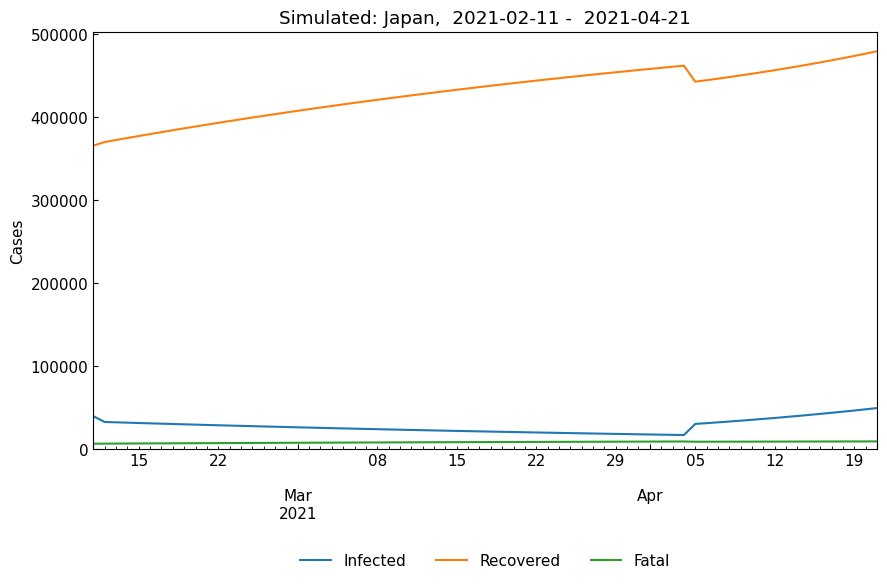 Simulated: Japan,  2021-02-11 -  2021-04-21
Cases
500000
400000
300000
200000
100000
0
15 22 08 15 22 29 05 12 19
Mar Apr
2021
Infected Recovered Fatal